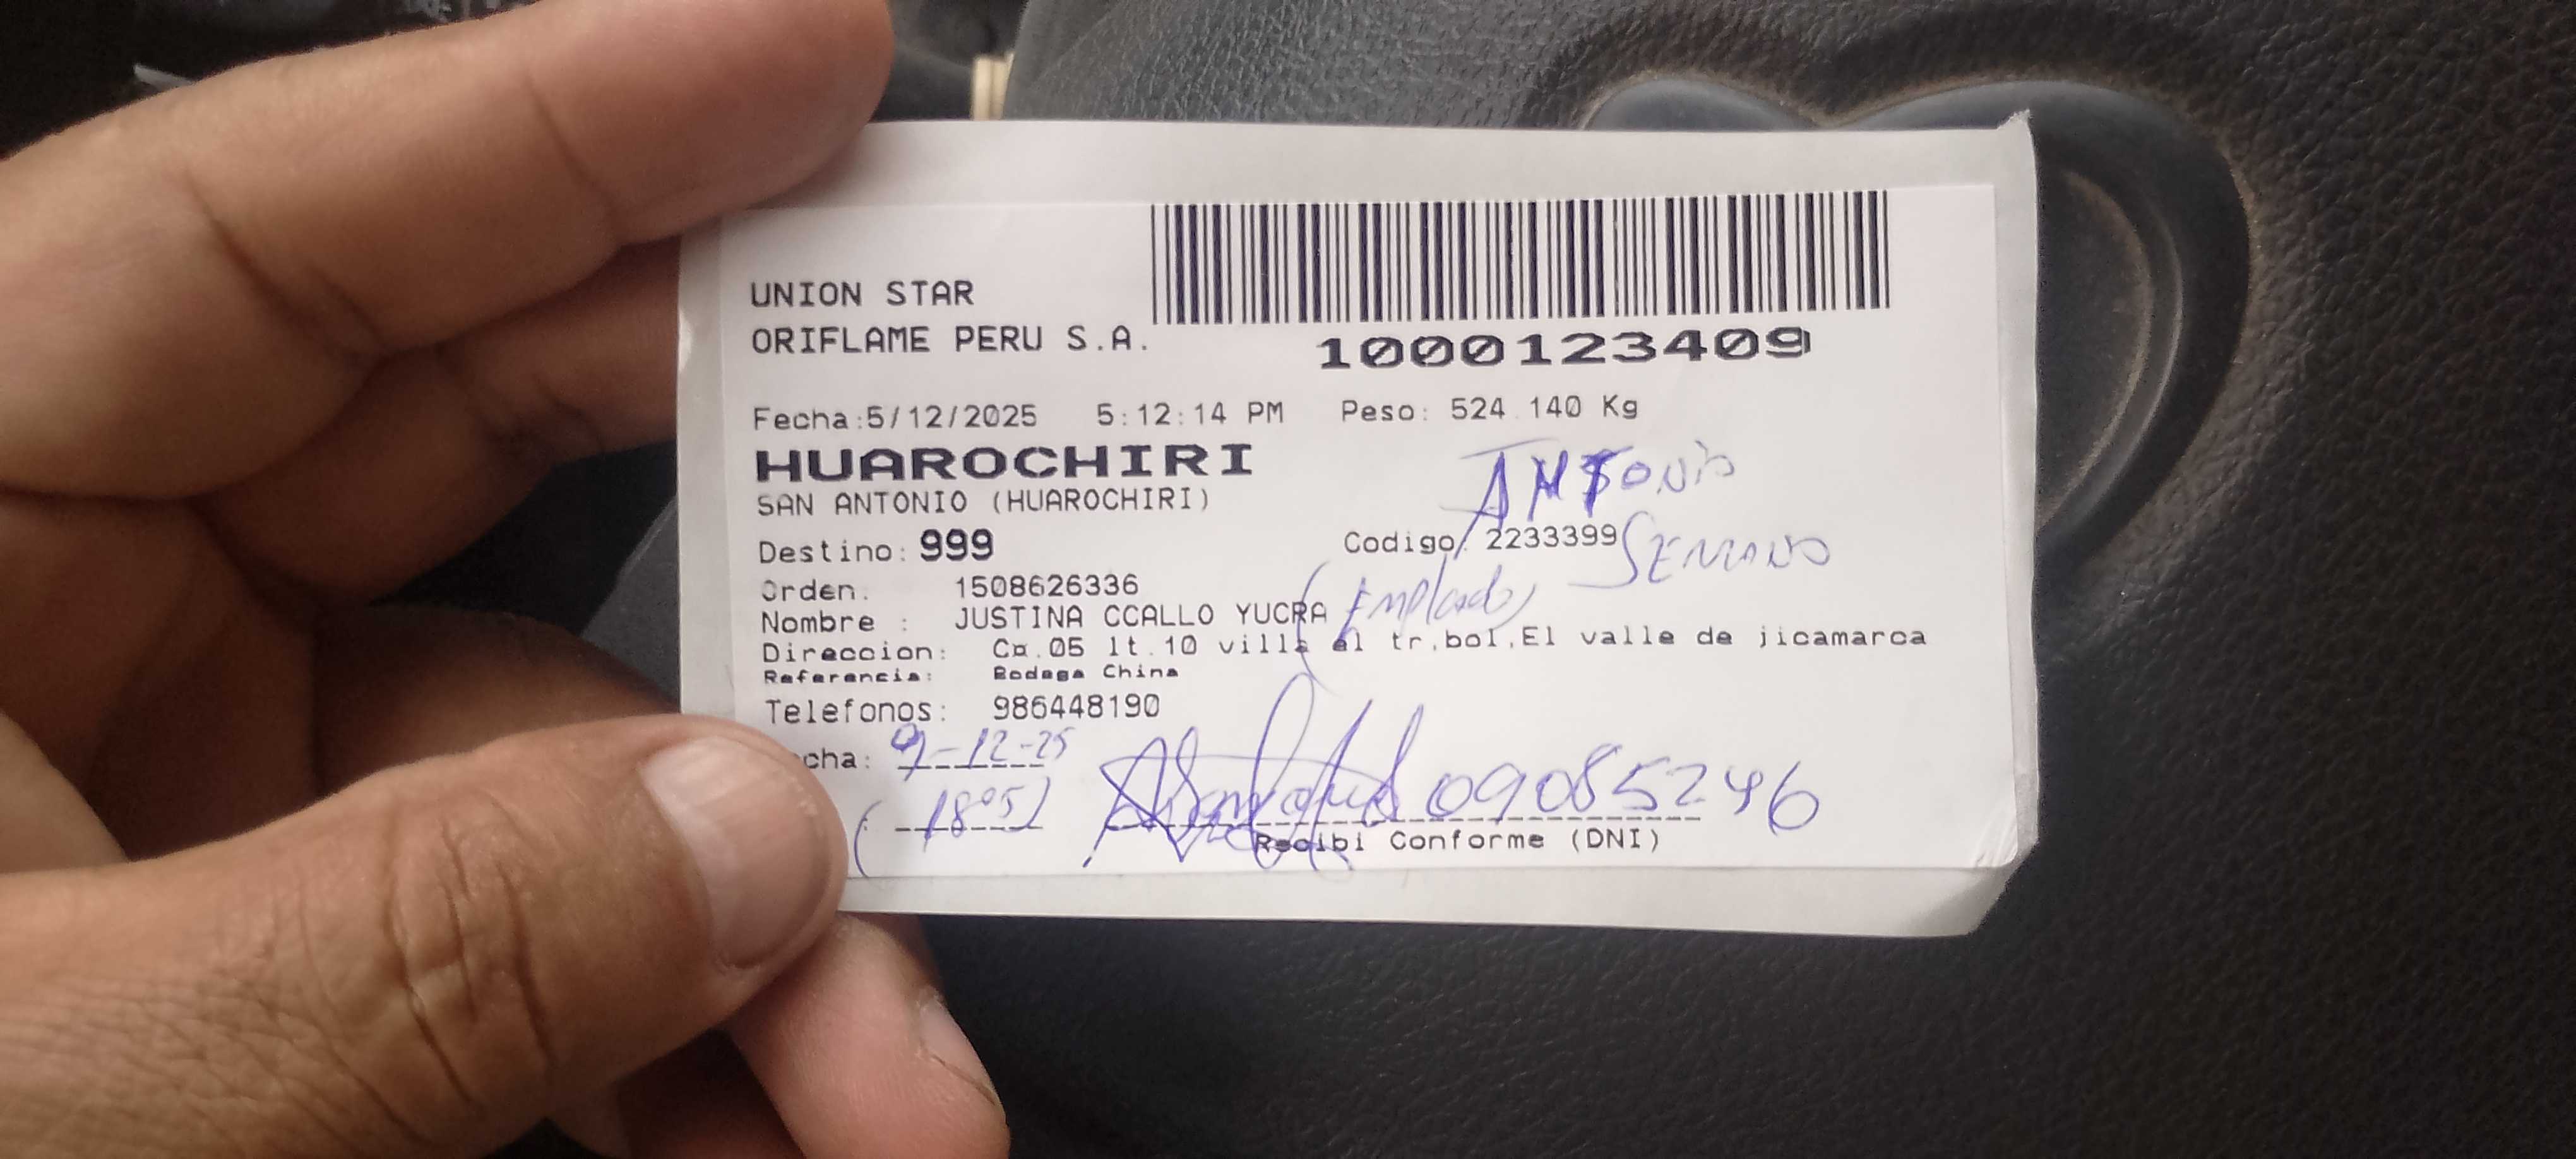 UNION STAR
ORIFLAME PERU S.A.
1000123409
Fecha:5/12/2025 5:12:14 PM Peso: 524.140 Kg
HUAROCHIRI
SAN ANTONIO (HUAROCHIRI)
ANTONIO
Destino: 999 Codigo: 2233399
Orden: 1508626336
Nombre : JUSTINA CCALLO YUCRA
Direccion: Ca.05 lt.10 villa el tr,bol,El valle de jicamarca
Referencia: Bodega China
Telefonos: 986448190
cha: 9-12-25
(18:05) 09085246
Recibi Conforme (DNI)